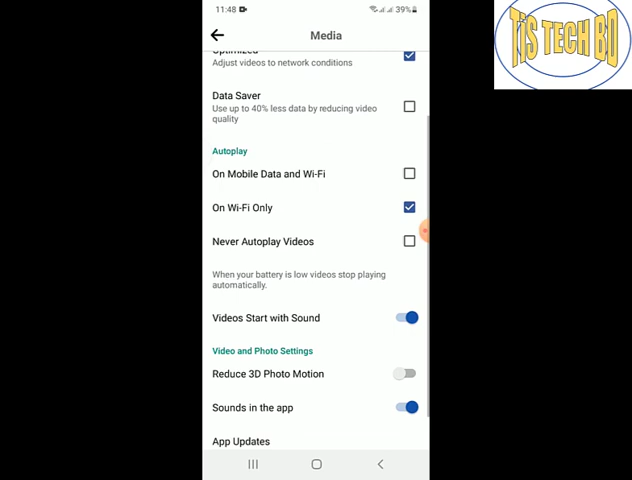 11:48
39%
Media
Optimized
Adjust videos to network conditions
Data Saver
Use up to 40% less data by reducing video
quality
Autoplay
On Mobile Data and Wi-Fi
On Wi-Fi Only
Never Autoplay Videos
When your battery is low videos stop playing
automatically.
Videos Start with Sound
Video and Photo Settings
Reduce 3D Photo Motion
Sounds in the app
App Updates
TIS TECH BD